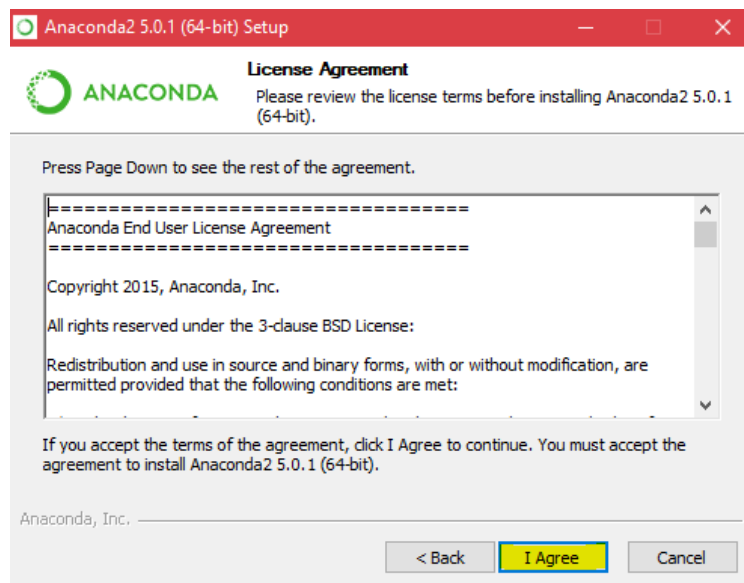 Anaconda2 5.0.1 (64-bit) Setup
ANACONDA
License Agreement
Please review the license terms before installing Anaconda2 5.0.1
(64-bit).
Press Page Down to see the rest of the agreement.
===================================
Anaconda End User License Agreement
===================================
Copyright 2015, Anaconda, Inc.
All rights reserved under the 3-clause BSD License:
Redistribution and use in source and binary forms, with or without modification, are
permitted provided that the following conditions are met:
If you accept the terms of the agreement, click I Agree to continue. You must accept the
agreement to install Anaconda2 5.0.1 (64-bit).
Anaconda, Inc.
< Back
I Agree
Cancel